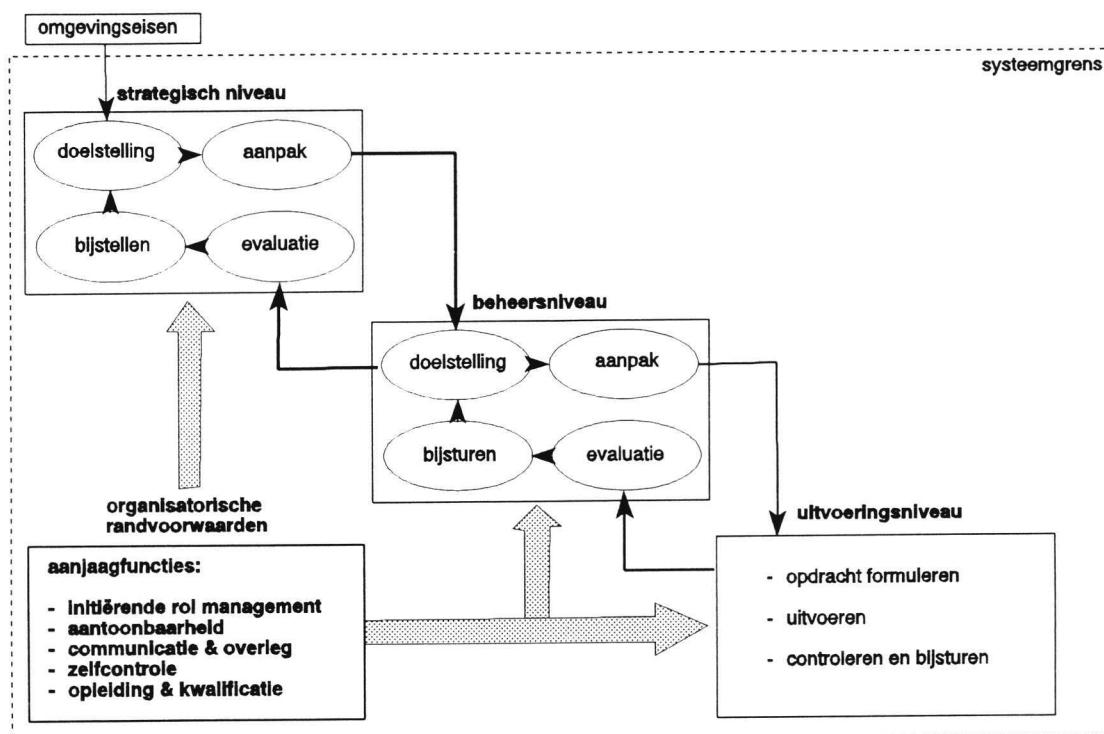 omgevingseisen
systeemgrens
strategisch niveau
doelstelling
aanpak
bijstellen
evaluatie
beheersniveau
doelstelling
aanpak
bijsturen
evaluatie
organisatorische
randvoorwaarden
aanjaagfuncties:
- initiërende rol management
- aantoonbaarheid
- communicatie & overleg
- zelfcontrole
- opleiding & kwalificatie
uitvoeringsniveau
- opdracht formuleren
- uitvoeren
- controleren en bijsturen